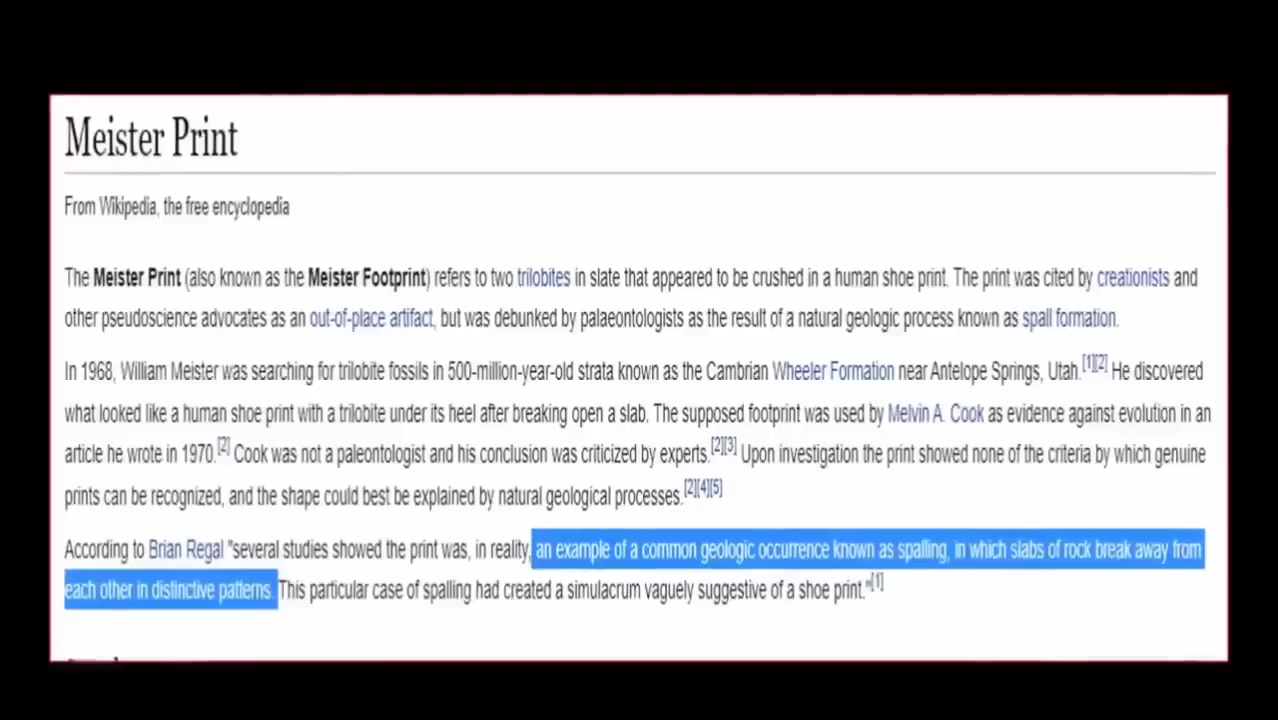 Meister Print
From Wikipedia, the free encyclopedia
The Meister Print (also known as the Meister Footprint) refers to two trilobites in slate that appeared to be crushed in a human shoe print. The print was cited by creationists and
other pseudoscience advocates as an out-of-place artifact, but was debunked by palaeontologists as the result of a natural geologic process known as spall formation.
In 1968, William Meister was searching for trilobite fossils in 500-million-year-old strata known as the Cambrian Wheeler Formation near Antelope Springs, Utah.[1][2] He discovered
what looked like a human shoe print with a trilobite under its heel after breaking open a slab. The supposed footprint was used by Melvin A. Cook as evidence against evolution in an
article he wrote in 1970.[2] Cook was not a paleontologist and his conclusion was criticized by experts.[2][3] Upon investigation the print showed none of the criteria by which genuine
prints can be recognized, and the shape could best be explained by natural geological processes.[2][4][5]
According to Brian Regal "several studies showed the print was, in reality, an example of a common geologic occurrence known as spalling, in which slabs of rock break away from
each other in distinctive patterns. This particular case of spalling had created a simulacrum vaguely suggestive of a shoe print."[1]